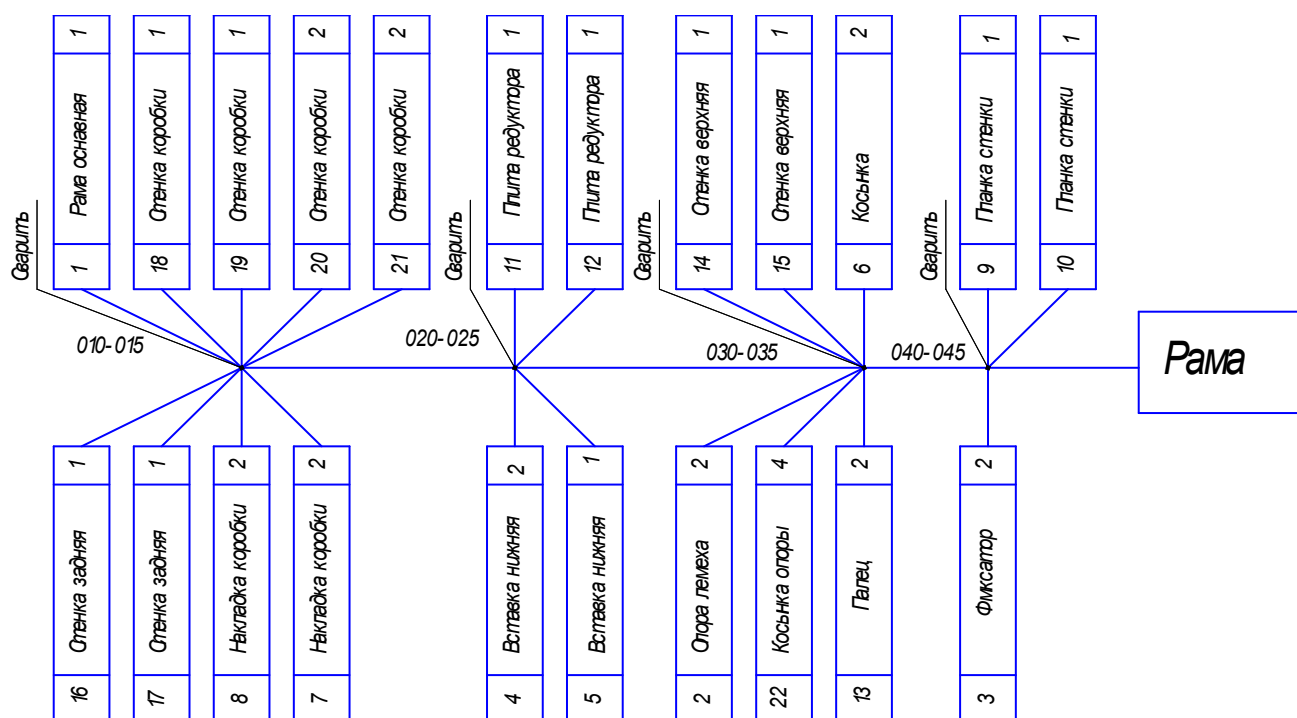 1 1 1 2 2 1 1 1 1 2 1 1
Рама оснавная
Стенка коробки
Стенка коробки
Стенка коробки
Стенка коробки
Плита редуктора
Плита редуктора
Стенка верхняя
Стенка верхняя
Косынка
Планка стенки
Планка стенки
Сварить
Сварить
Сварить
Сварить
1 18 19 20 21 11 12 14 15 6 9 10
010-015
020-025
030-035
040-045
Рама
1 1 2 2 2 1 2 4 2 2
Стенка задняя
Стенка задняя
Накладка коробки
Накладка коробки
Вставка нижняя
Вставка нижняя
Опора лемеха
Косынка опоры
Палец
Фмксатор
16 17 8 7 4 5 2 22 13 3